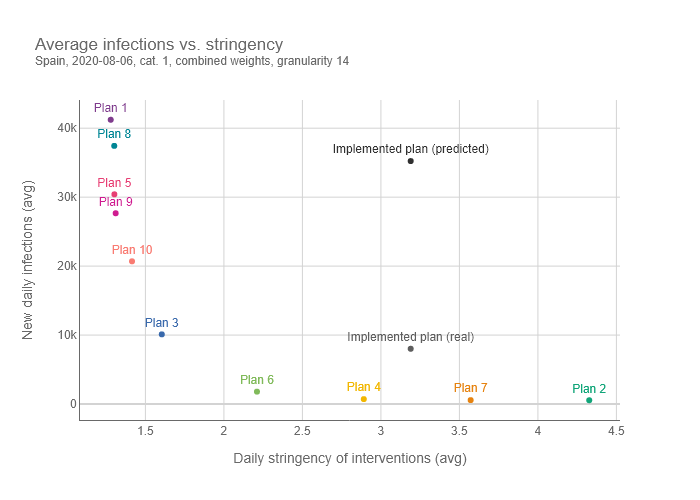 Average infections vs. stringency
Spain, 2020-08-06, cat. 1, combined weights, granularity 14
New daily infections (avg)
40k
30k
20k
10k
0
Plan 1
Plan 8
Implemented plan (predicted)
Plan 5
Plan 9
Plan 10
Plan 3
Implemented plan (real)
Plan 6
Plan 4
Plan 7
Plan 2
1.5
2
2.5
3
3.5
4
4.5
Daily stringency of interventions (avg)